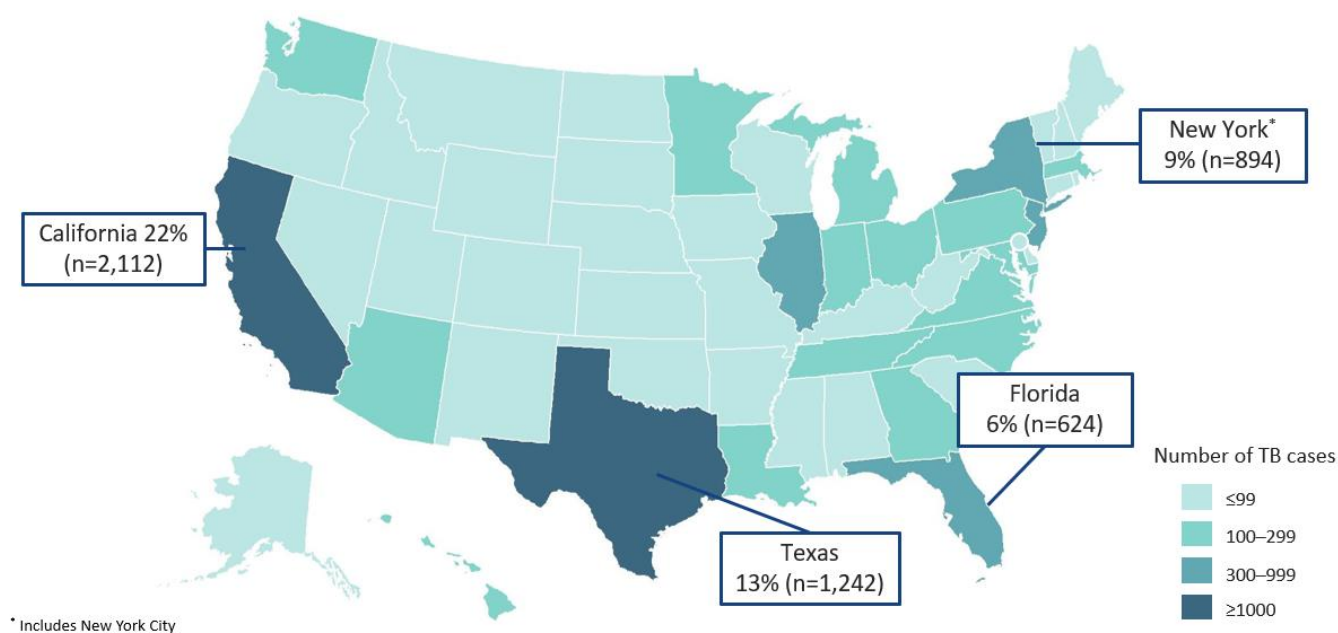 New York*
9% (n=894)
California 22%
(n=2,112)
Florida
6% (n=624)
Texas
13% (n=1,242)
Number of TB cases
≤99
100–299
300–999
≥1000
* Includes New York City